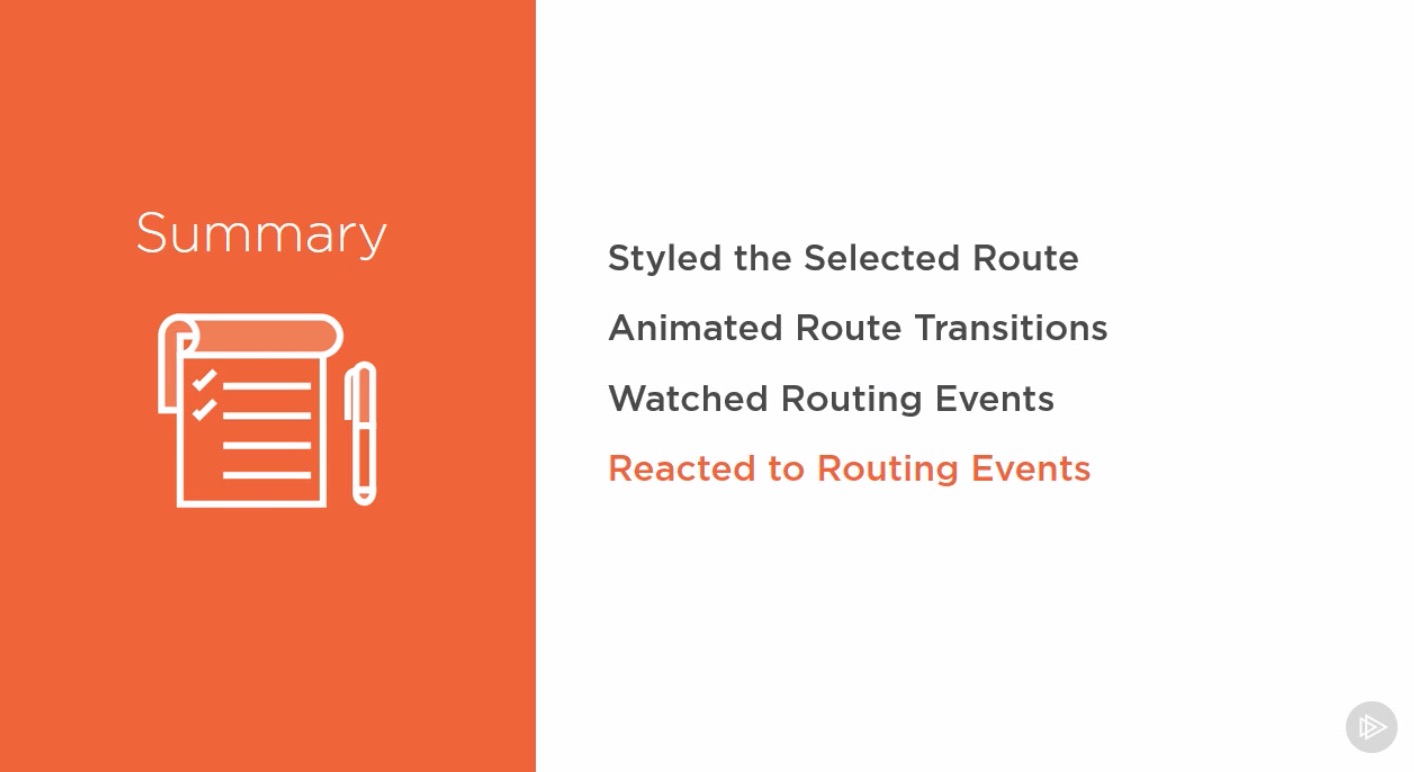 Summary
Styled the Selected Route
Animated Route Transitions
Watched Routing Events
Reacted to Routing Events